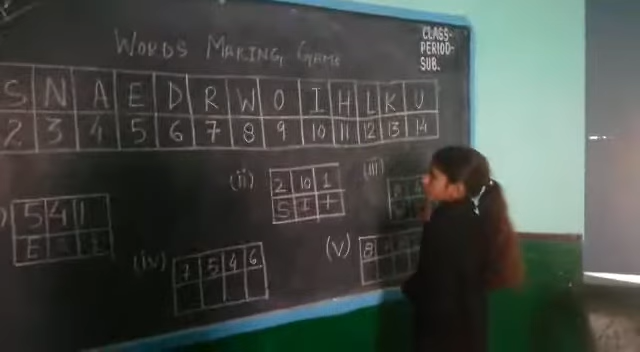 CLASS-
PERIOD-
SUB.
WORDS MAKING GAME
S N A E D R W O I H L K U
2 3 4 5 6 7 8 9 10 11 12 13 14
(ii) 2 10 1
S I T
(iii)
5 4 1
E
(iv) 7 5 4 6
(v) 8